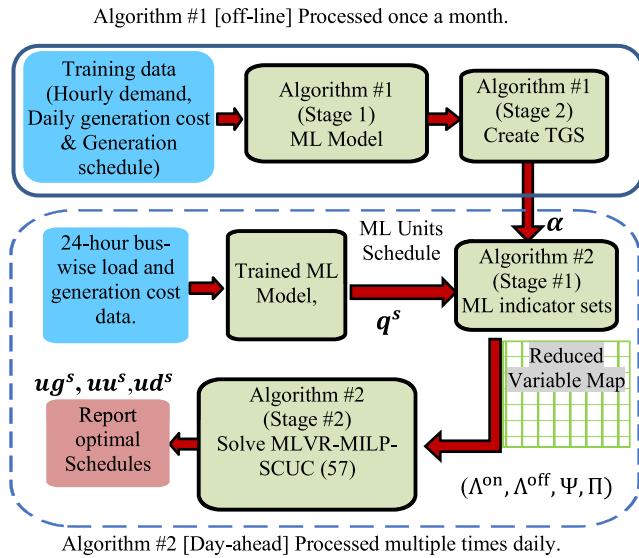 Algorithm #1 [off-line] Processed once a month.
Training data
(Hourly demand,
Daily generation cost
& Generation
schedule)
Algorithm #1
(Stage 1)
ML Model
Algorithm #1
(Stage 2)
Create TGS
α
24-hour bus-
wise load and
generation cost
data.
Trained ML
Model,
ML Units
Schedule
q^s
Algorithm #2
(Stage #1)
ML indicator sets
Reduced
Variable Map
(Λ^on, Λ^off, Ψ, Π)
Algorithm #2
(Stage #2)
Solve MLVR-MILP-
SCUC (57)
ug^s, uu^s,ud^s
Report
optimal
Schedules
Algorithm #2 [Day-ahead] Processed multiple times daily.